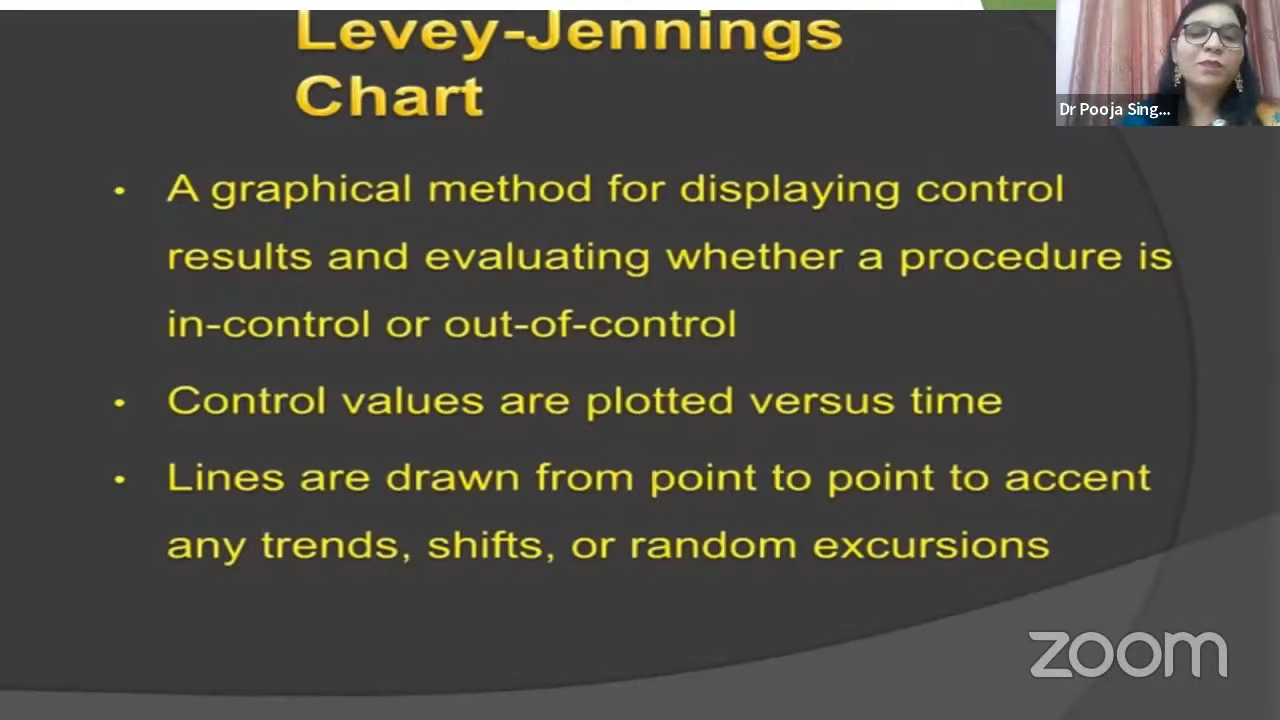 Levey-Jennings
Chart
Dr Pooja Sing...
• A graphical method for displaying control
results and evaluating whether a procedure is
in-control or out-of-control
• Control values are plotted versus time
• Lines are drawn from point to point to accent
any trends, shifts, or random excursions
zoom